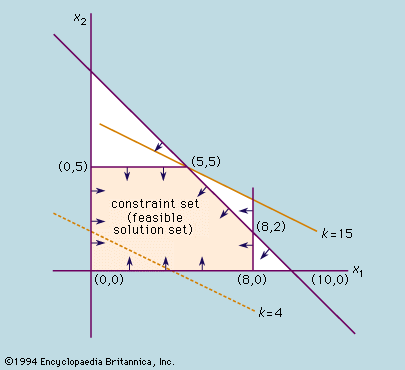 x2
(0,5)
(5,5)
constraint set
(feasible
solution set)
(8,2)
k=15
x1
(0,0)
(8,0)
(10,0)
k=4
©1994 Encyclopaedia Britannica, Inc.